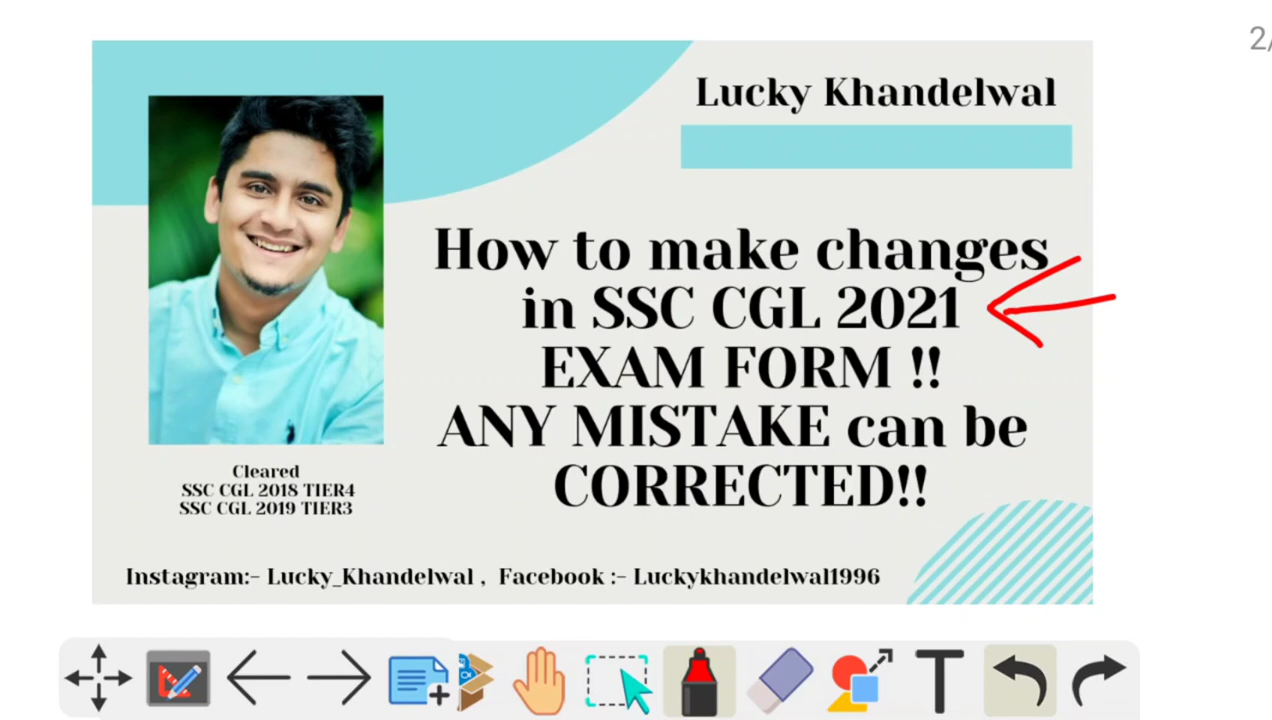 2/
Lucky Khandelwal
How to make changes
in SSC CGL 2021
EXAM FORM !!
ANY MISTAKE can be
CORRECTED!!
Cleared
SSC CGL 2018 TIER4
SSC CGL 2019 TIER3
Instagram:- Lucky_Khandelwal , Facebook :- Luckykhandelwal1996
T